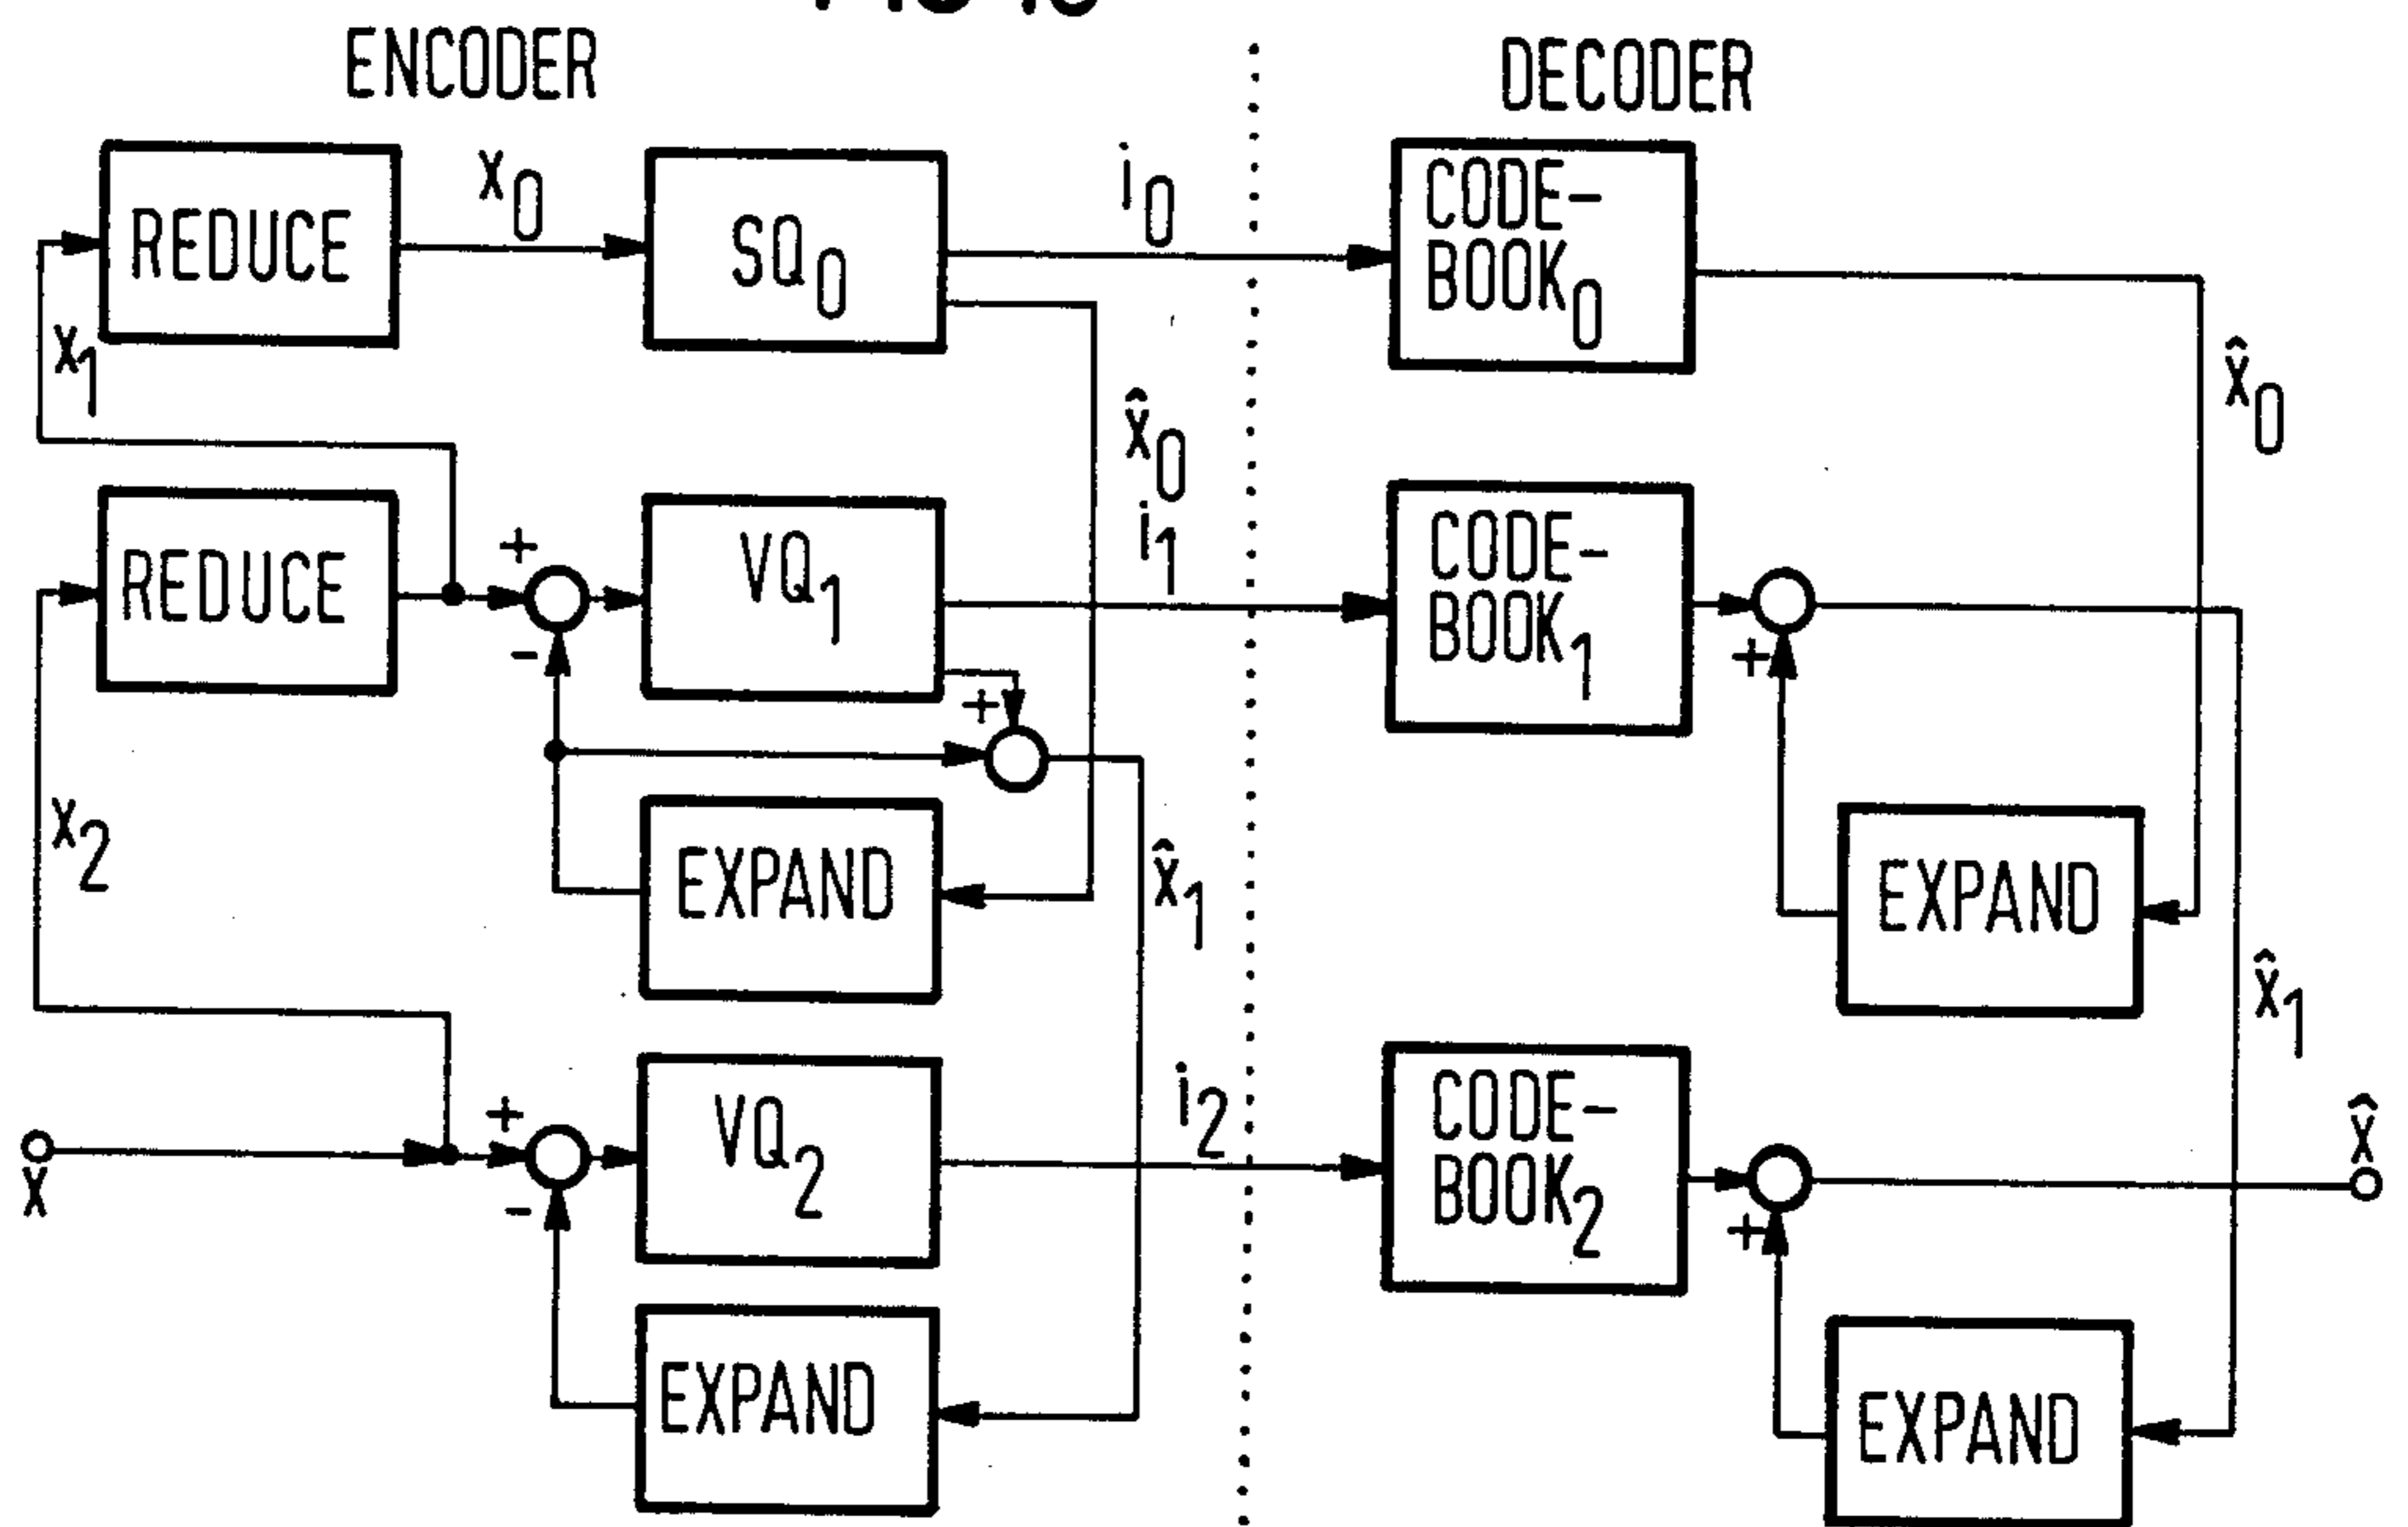 ENCODER
DECODER
REDUCE
x0
SQ0
i0
CODE-
BOOK0
x1
x̂0
x̂0
REDUCE
+
-
VQ1
i1
CODE-
BOOK1
+
+
x2
EXPAND
x̂1
EXPAND
x̂1
x
+
-
VQ2
i2
CODE-
BOOK2
+
x̂
EXPAND
EXPAND